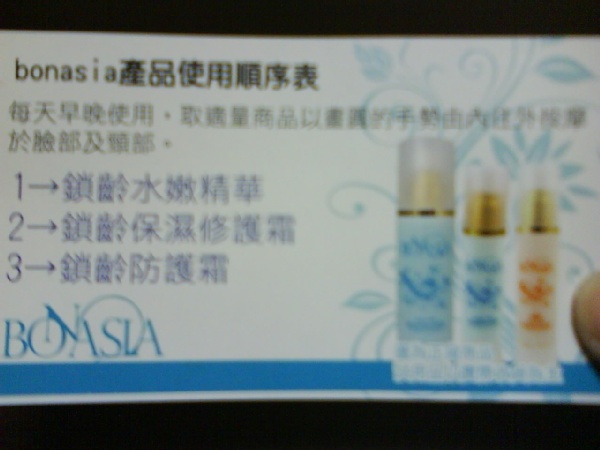 bonasia產品使用順序表
每天早晚使用，取適量商品以畫圓的手勢由內往外按摩
於臉部及頸部。
1→鎖齡水嫩精華
2→鎖齡保濕修護霜
3→鎖齡防護霜
BONASIA